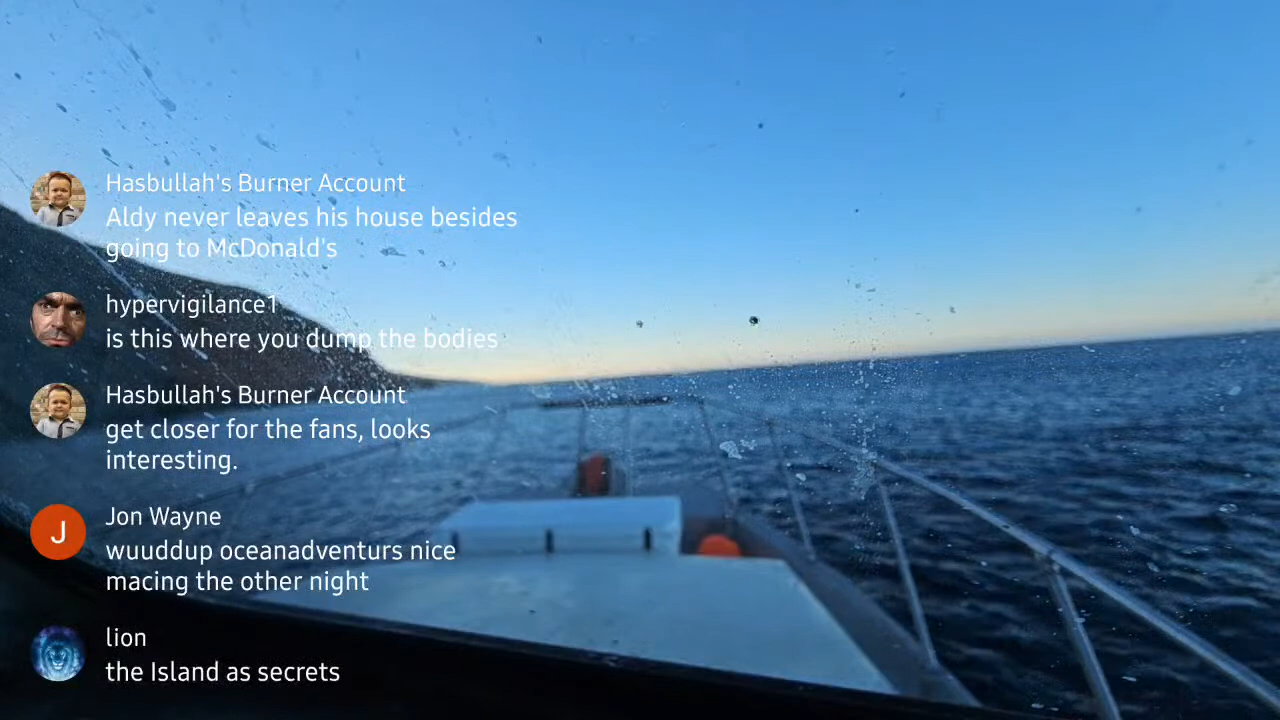 Hasbullah's Burner Account
Aldy never leaves his house besides
going to McDonald's
hypervigilance1
is this where you dump the bodies
Hasbullah's Burner Account
get closer for the fans, looks
interesting.
J
Jon Wayne
wuuddup oceanadventurs nice
macing the other night
lion
the Island as secrets